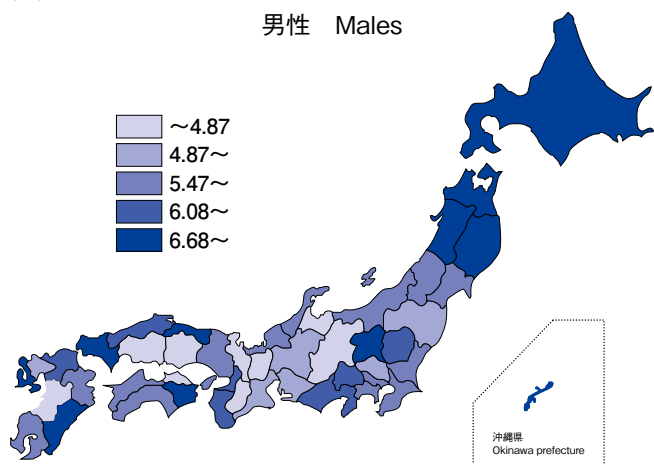 男性　Males
～4.87
4.87～
5.47～
6.08～
6.68～
沖縄県
Okinawa prefecture